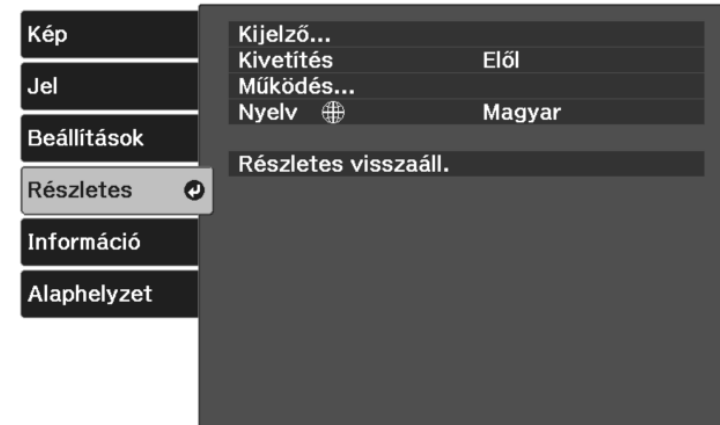 Kép
Jel
Beállítások
Részletes
Információ
Alaphelyzet
Kijelző...
Kivetítés Elől
Működés...
Nyelv Magyar
Részletes visszaáll.